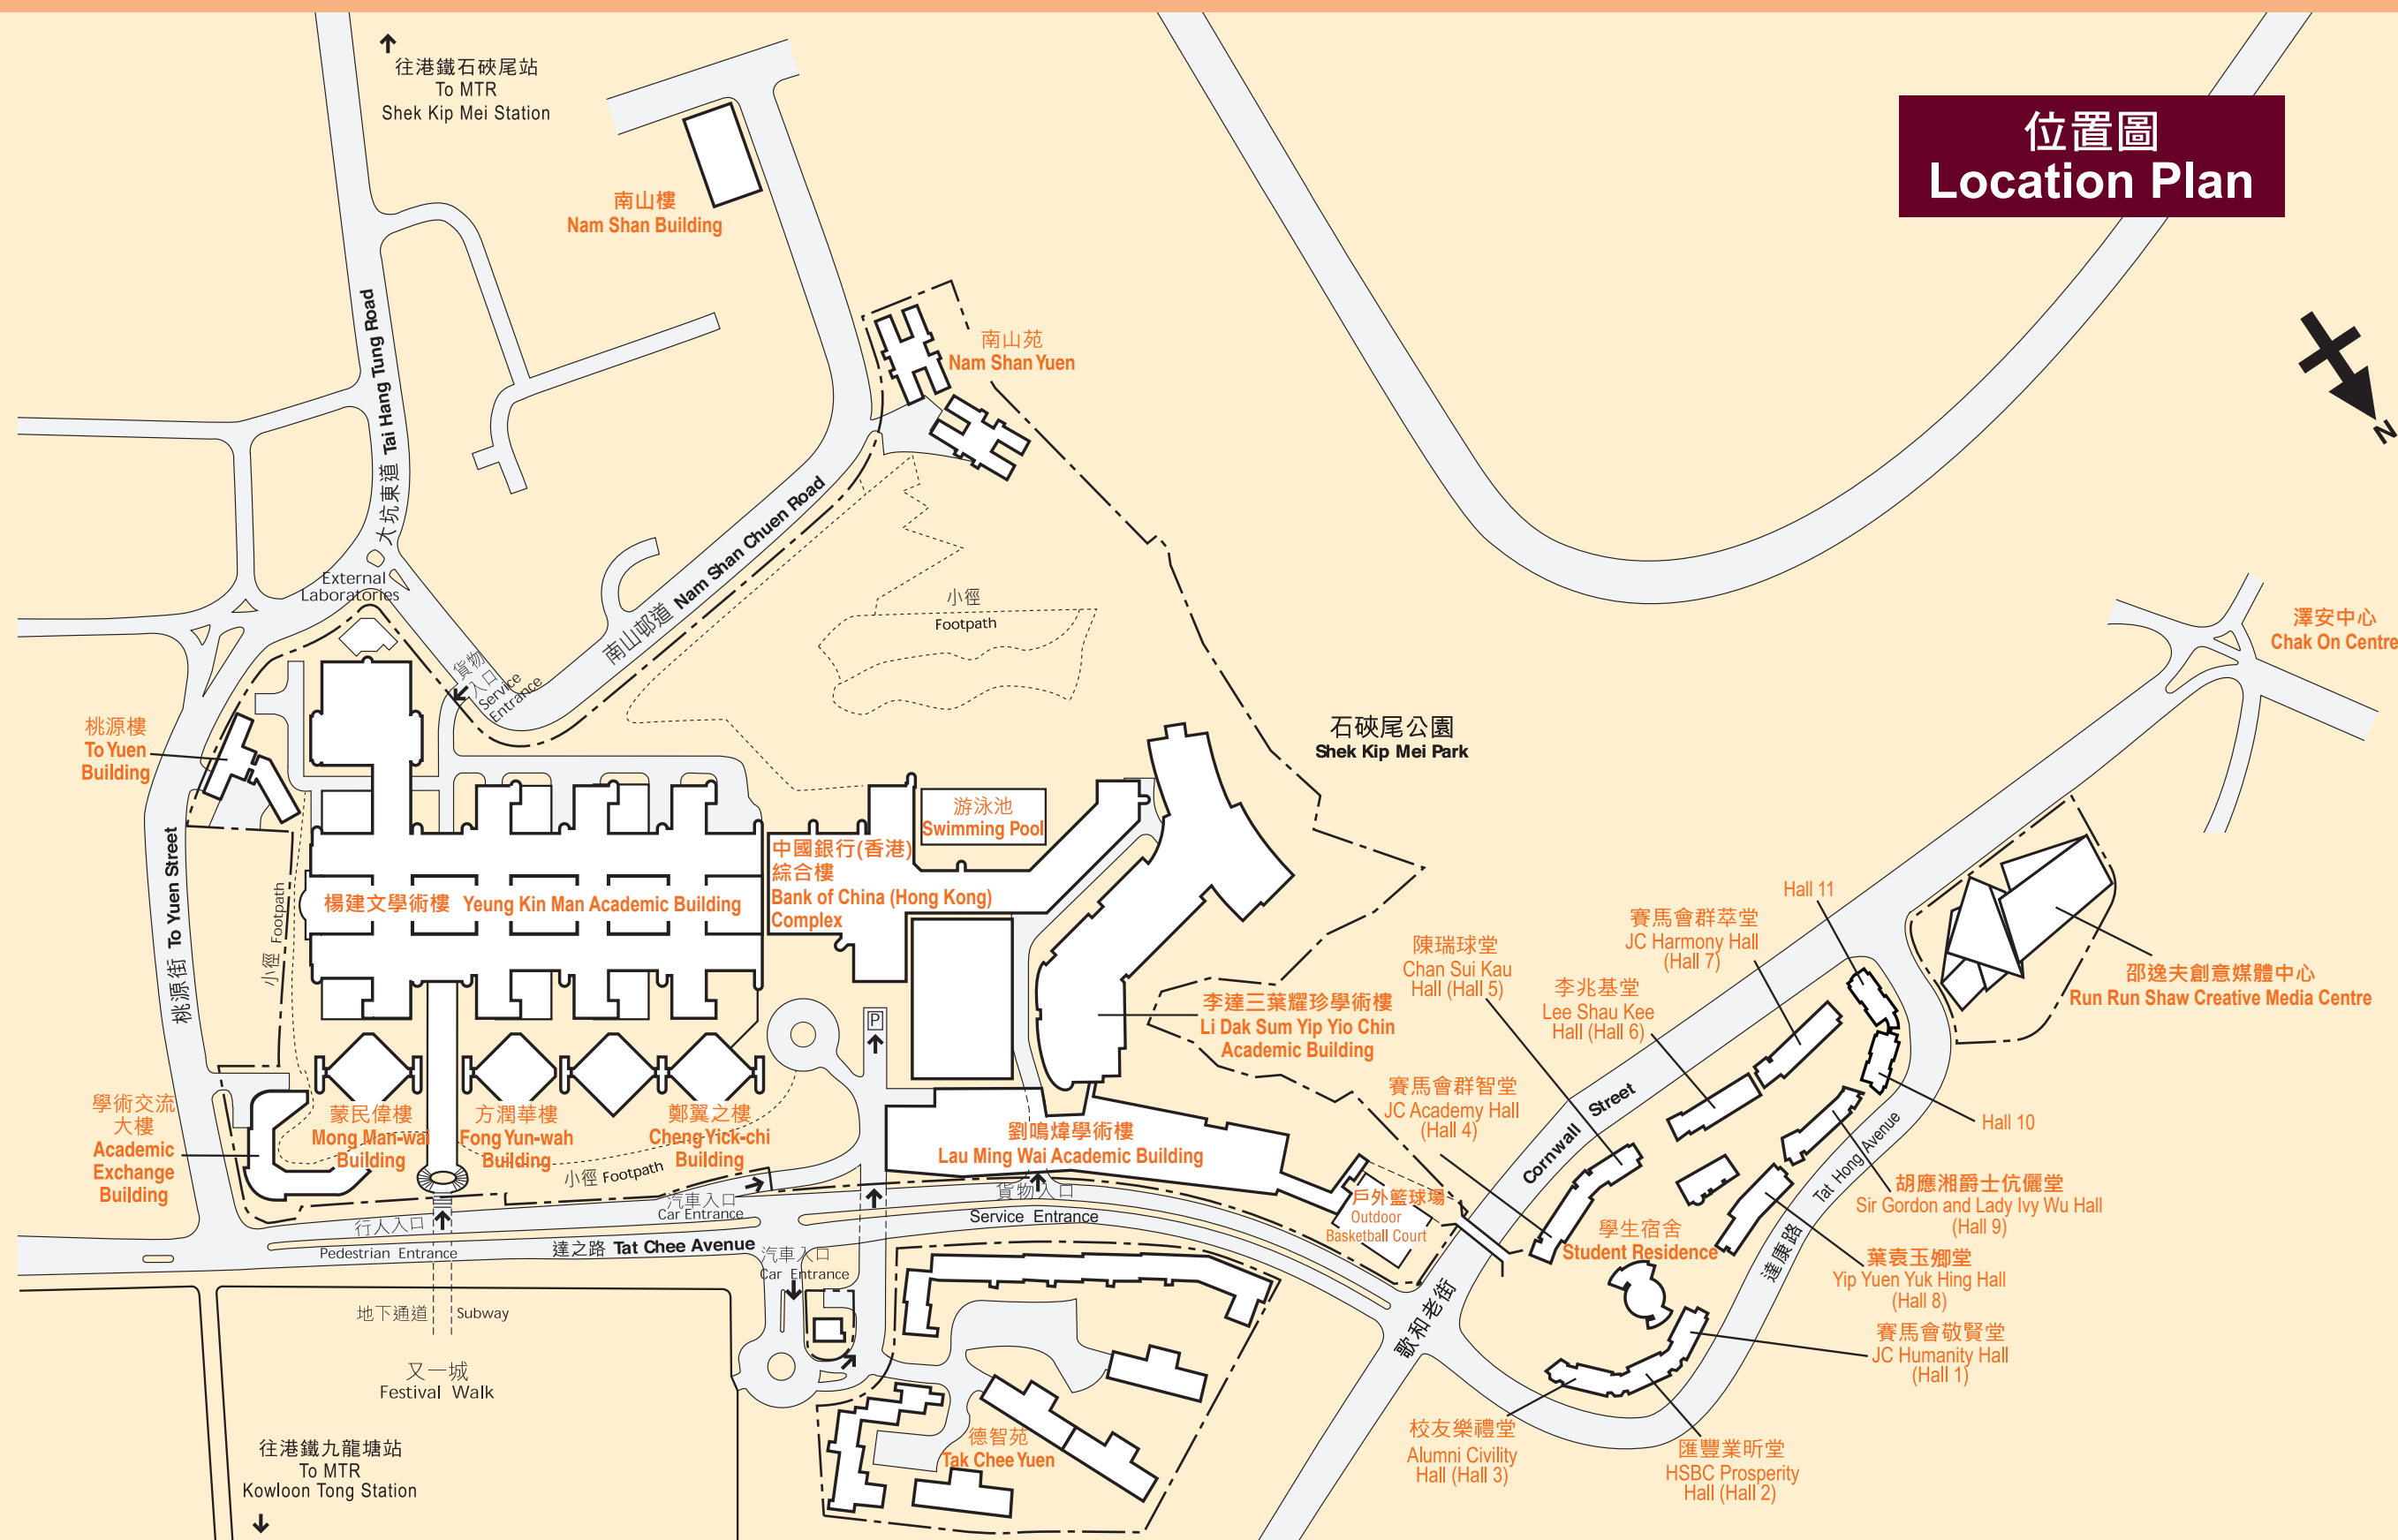 位置圖
Location Plan
往港鐵石硤尾站
To MTR
Shek Kip Mei Station
南山樓
Nam Shan Building
大坑東道 Tai Hang Tung Road
南山苑
Nam Shan Yuen
南山邨道 Nam Shan Chuen Road
External
Laboratories
貨物
入口
Service
Entrance
小徑
Footpath
石硤尾公園
Shek Kip Mei Park
N
澤安中心
Chak On Centre
桃源樓
To Yuen
Building
桃源街 To Yuen Street
小徑 Footpath
楊建文學術樓 Yeung Kin Man Academic Building
中國銀行(香港)
綜合樓
Bank of China (Hong Kong)
Complex
游泳池
Swimming Pool
李達三葉耀珍學術樓
Li Dak Sum Yip Yio Chin
Academic Building
P
學術交流
大樓
Academic
Exchange
Building
蒙民偉樓
Mong Man-wai
Building
方潤華樓
Fong Yun-wah
Building
鄭翼之樓
Cheng Yick-chi
Building
小徑 Footpath
劉鳴煒學術樓
Lau Ming Wai Academic Building
貨物入口
Service Entrance
汽車入口
Car Entrance
行人入口
Pedestrian Entrance
達之路 Tat Chee Avenue
汽車入口
Car Entrance
地下通道
Subway
又一城
Festival Walk
往港鐵九龍塘站
To MTR
Kowloon Tong Station
德智苑
Tak Chee Yuen
戶外籃球場
Outdoor
Basketball Court
歌和老街
Cornwall Street
Hall 11
賽馬會群萃堂
JC Harmony Hall
(Hall 7)
陳瑞球堂
Chan Sui Kau
Hall (Hall 5)
李兆基堂
Lee Shau Kee
Hall (Hall 6)
賽馬會群智堂
JC Academy Hall
(Hall 4)
邵逸夫創意媒體中心
Run Run Shaw Creative Media Centre
Hall 10
達康路 Tat Hong Avenue
胡應湘爵士伉儷堂
Sir Gordon and Lady Ivy Wu Hall
(Hall 9)
學生宿舍
Student Residence
葉袁玉卿堂
Yip Yuen Yuk Hing Hall
(Hall 8)
賽馬會敬賢堂
JC Humanity Hall
(Hall 1)
校友樂禮堂
Alumni Civility
Hall (Hall 3)
匯豐業昕堂
HSBC Prosperity
Hall (Hall 2)